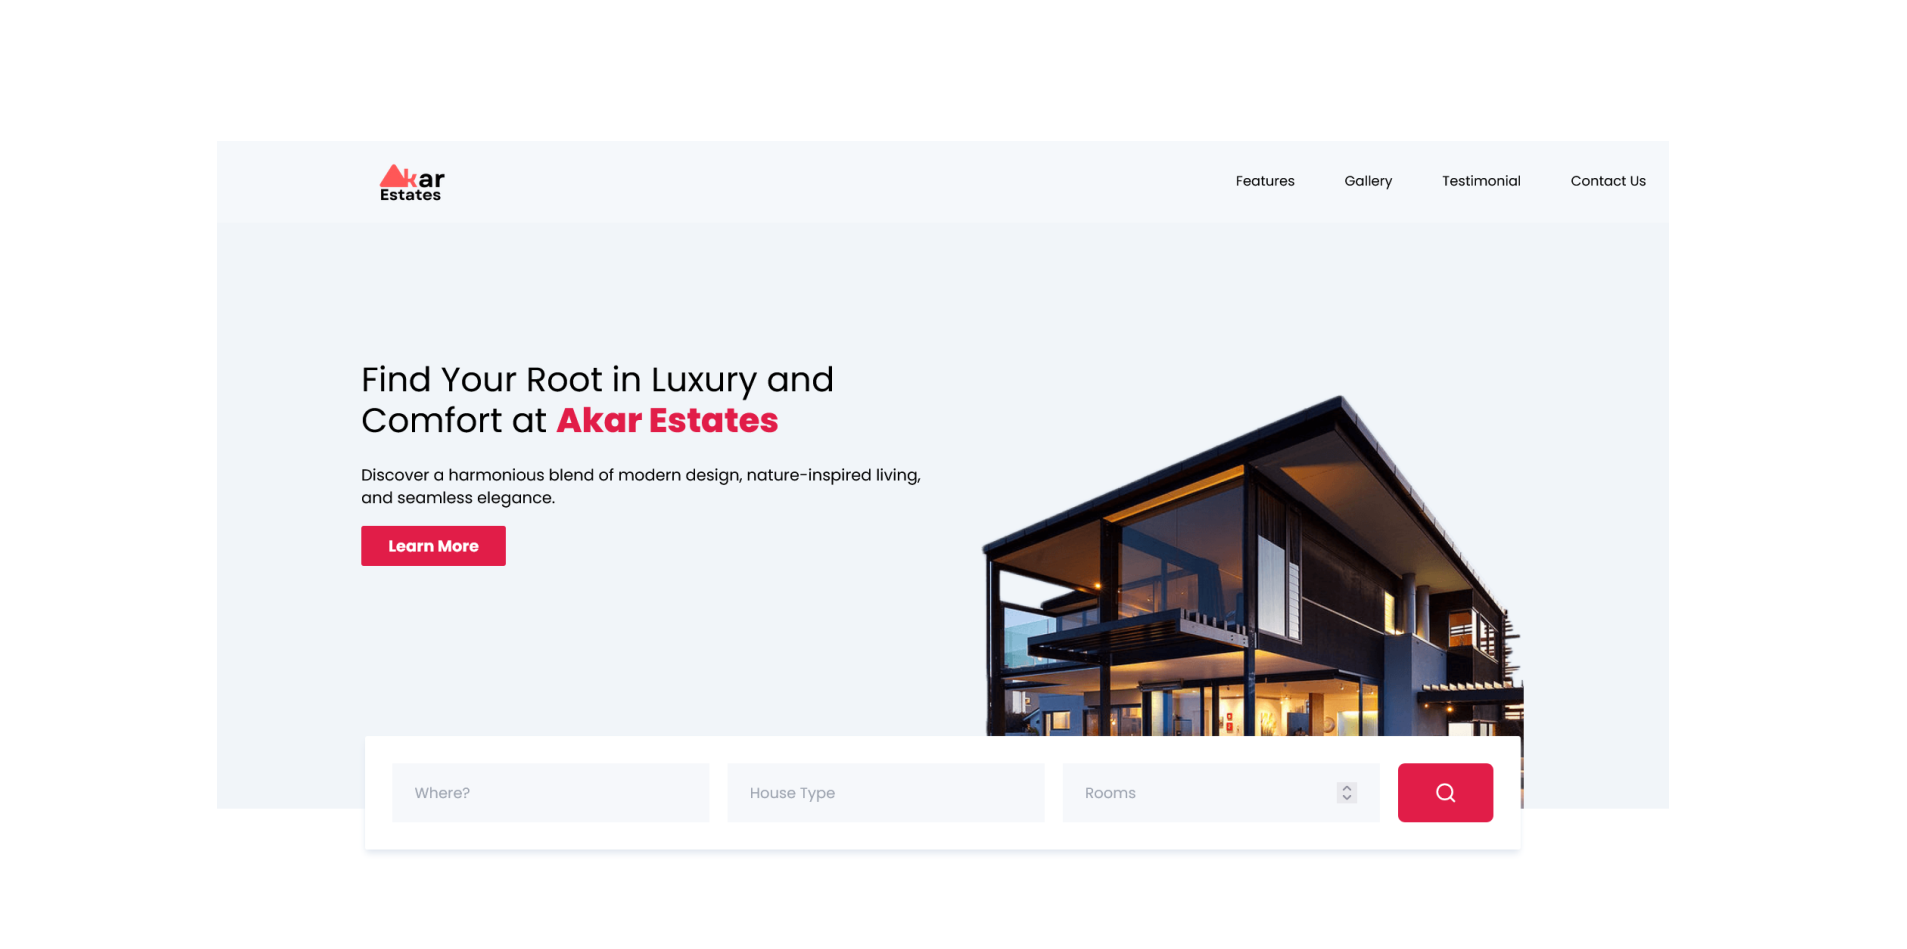 Akar
Estates
Features
Gallery
Testimonial
Contact Us
Find Your Root in Luxury and
Comfort at Akar Estates
Discover a harmonious blend of modern design, nature-inspired living,
and seamless elegance.
Learn More
Where?
House Type
Rooms